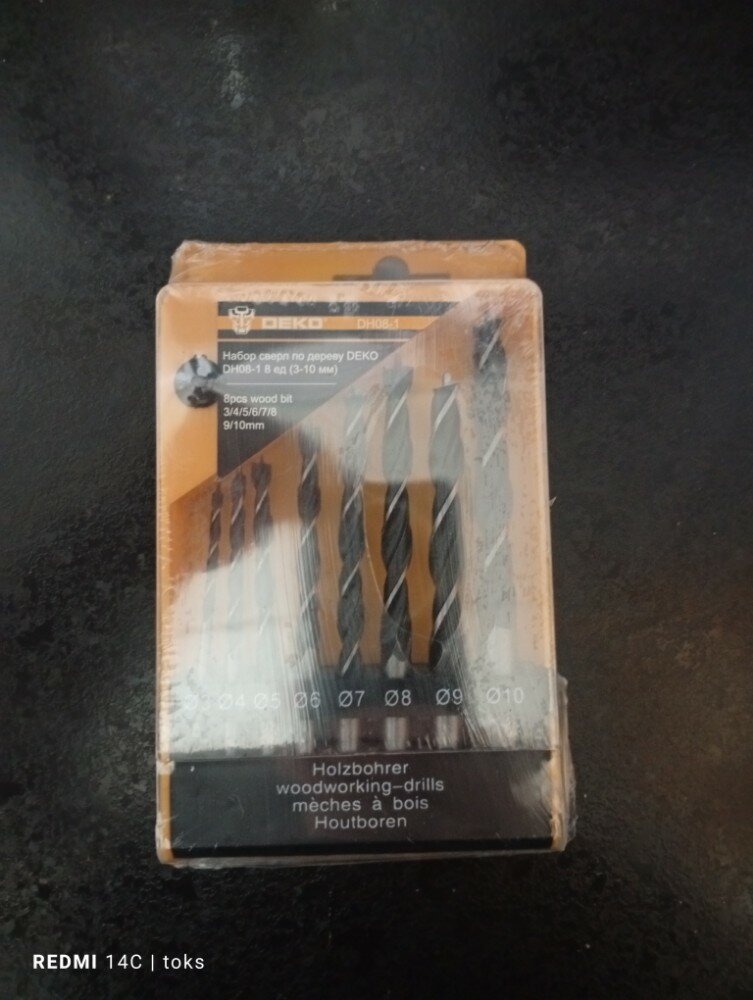 DEKO DH08-1
Набор сверл по дереву DEKO
DH08-1 8 ед (3-10 мм)
8pcs wood bit
3/4/5/6/7/8
9/10mm
Ø3 Ø4 Ø5 Ø6 Ø7 Ø8 Ø9 Ø10
Holzbohrer
woodworking-drills
mèches à bois
Houtboren
REDMI 14C | toks